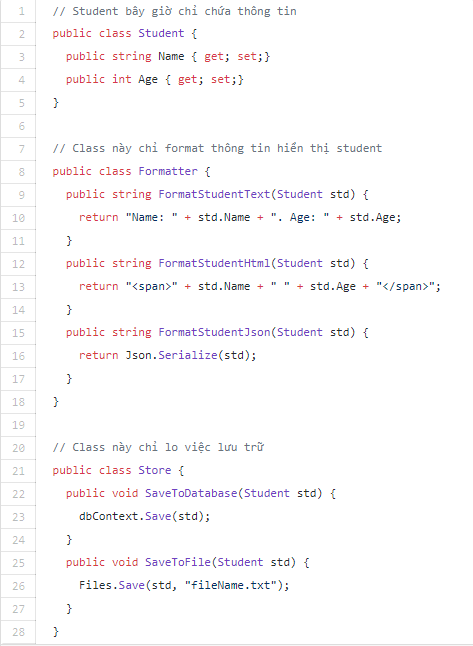 1 // Student bây giờ chỉ chứa thông tin
2 public class Student {
3   public string Name { get; set;}
4   public int Age { get; set;}
5 }
6
7 // Class này chỉ format thông tin hiển thị student
8 public class Formatter {
9   public string FormatStudentText(Student std) {
10     return "Name: " + std.Name + ". Age: " + std.Age;
11   }
12   public string FormatStudentHtml(Student std) {
13     return "<span>" + std.Name + " " + std.Age + "</span>";
14   }
15   public string FormatStudentJson(Student std) {
16     return Json.Serialize(std);
17   }
18 }
19
20 // Class này chỉ lo việc lưu trữ
21 public class Store {
22   public void SaveToDatabase(Student std) {
23     dbContext.Save(std);
24   }
25   public void SaveToFile(Student std) {
26     Files.Save(std, "fileName.txt");
27   }
28 }